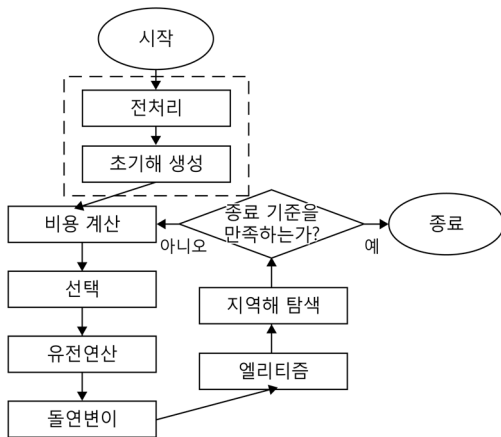 시작
전처리
초기해 생성
비용 계산
선택
유전연산
돌연변이
엘리티즘
지역해 탐색
종료 기준을
만족하는가?
아니오
예
종료